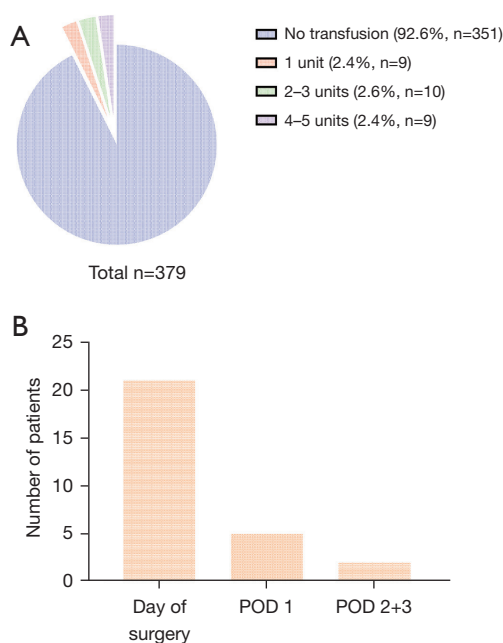 A
No transfusion (92.6%, n=351)
1 unit (2.4%, n=9)
2–3 units (2.6%, n=10)
4–5 units (2.4%, n=9)
Total n=379
B
Number of patients
25
20
15
10
5
0
Day of
surgery
POD 1
POD 2+3